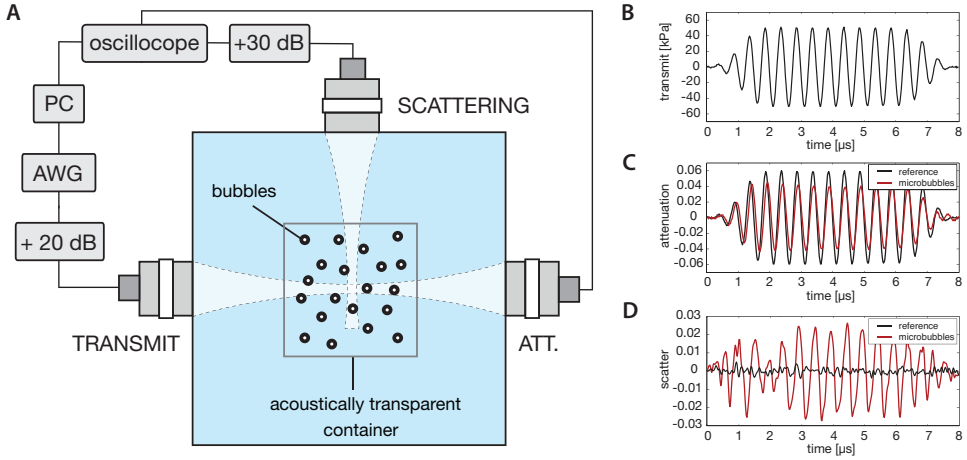 A
oscillocope
+30 dB
PC
SCATTERING
AWG
bubbles
+ 20 dB
TRANSMIT
ATT.
acoustically transparent
container
B
transmit [kPa]
60
40
20
0
-20
-40
-60
0 1 2 3 4 5 6 7 8
time [µs]
C
attenuation
0.06
0.04
0.02
0
-0.02
-0.04
-0.06
reference
microbubbles
0 1 2 3 4 5 6 7 8
time [µs]
D
scatter
0.03
0.02
0.01
0
-0.01
-0.02
-0.03
reference
microbubbles
0 1 2 3 4 5 6 7 8
time [µs]